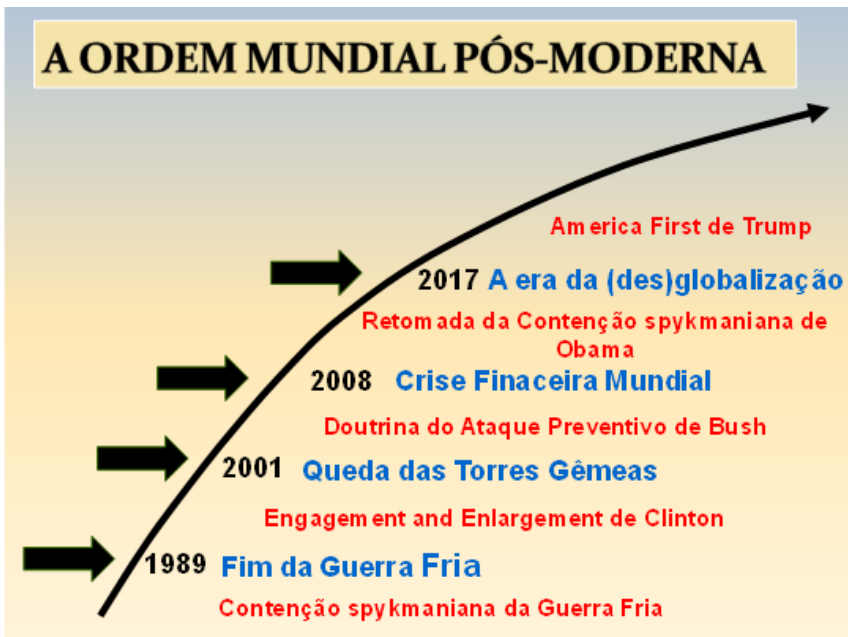 A ORDEM MUNDIAL PÓS-MODERNA
America First de Trump
2017 A era da (des)globalização
Retomada da Contenção spykmaniana de
Obama
2008 Crise Finaceira Mundial
Doutrina do Ataque Preventivo de Bush
2001 Queda das Torres Gêmeas
Engagement and Enlargement de Clinton
1989 Fim da Guerra Fria
Contenção spykmaniana da Guerra Fria